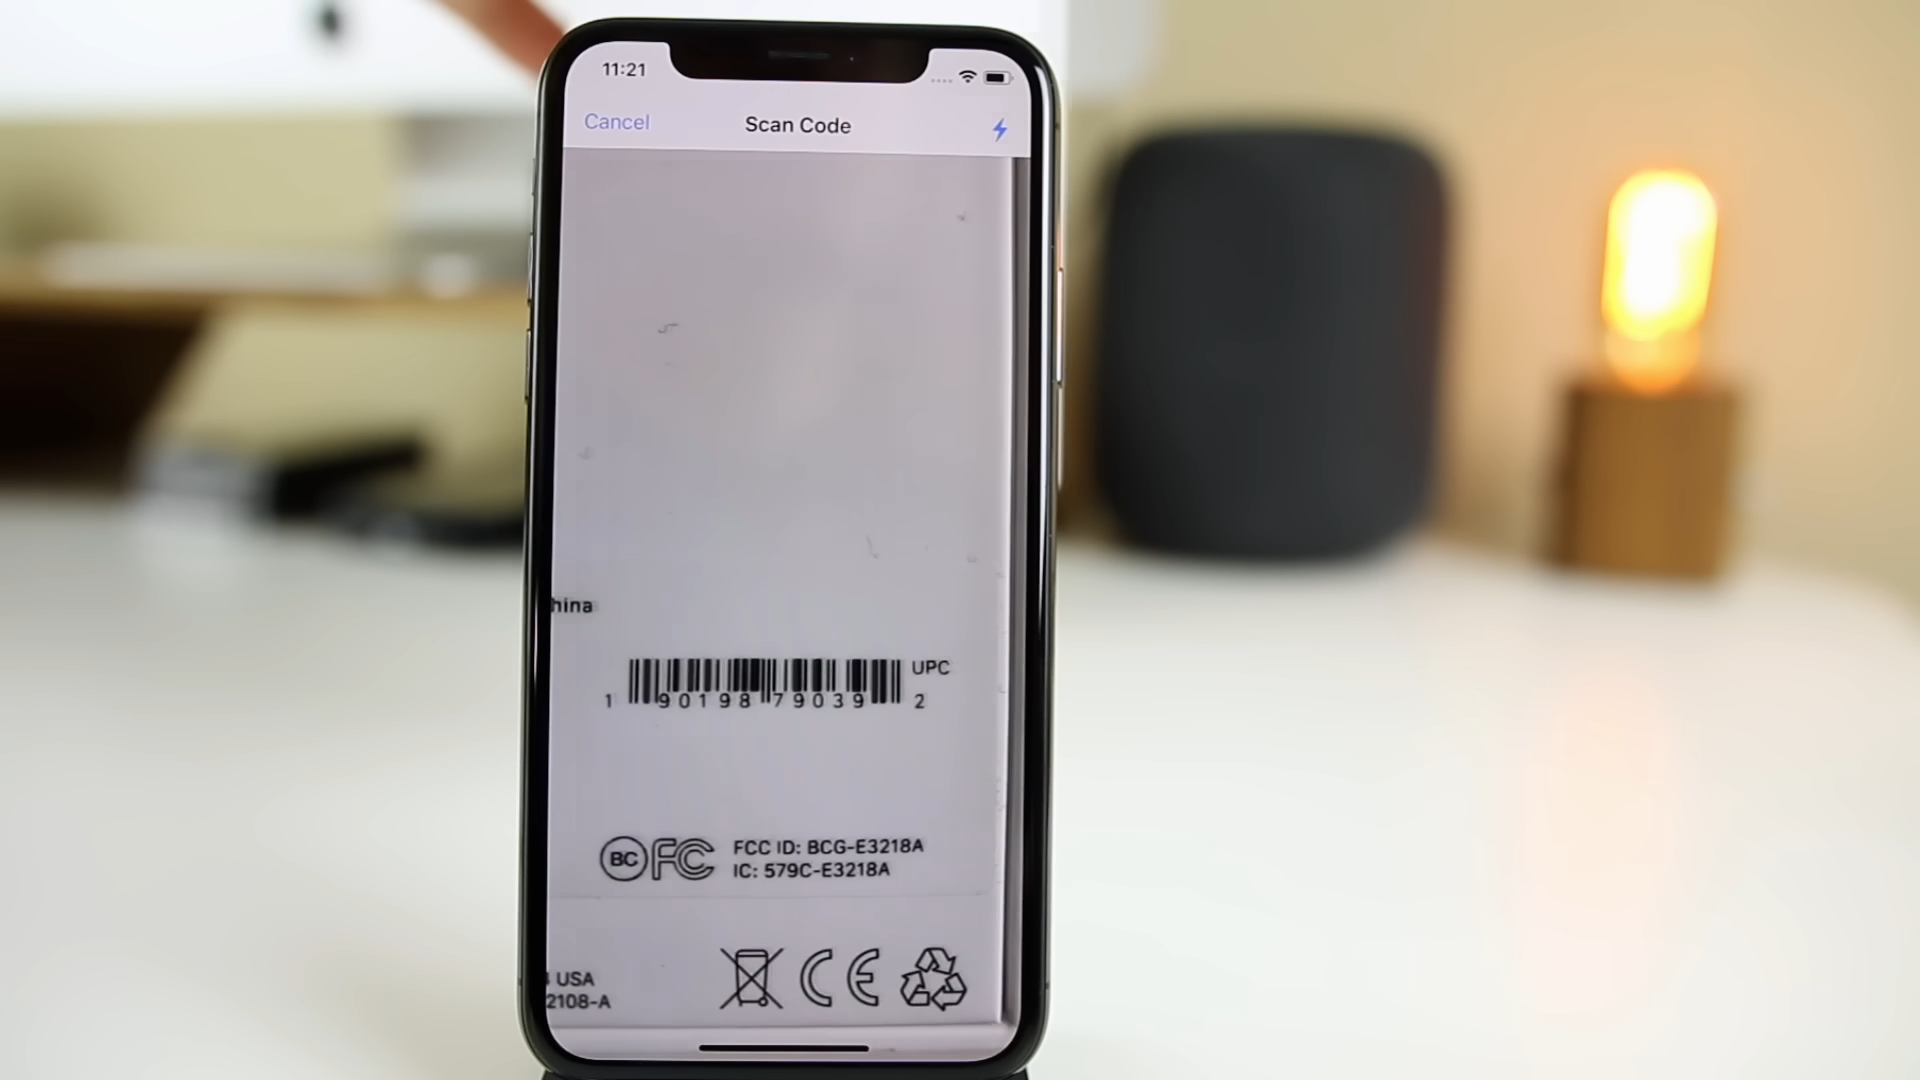 11:21
Cancel Scan Code
hina
UPC
1 90198 79039 2
BC FC FCC ID: BCG-E3218A
IC: 579C-E3218A
USA
2108-A
CE